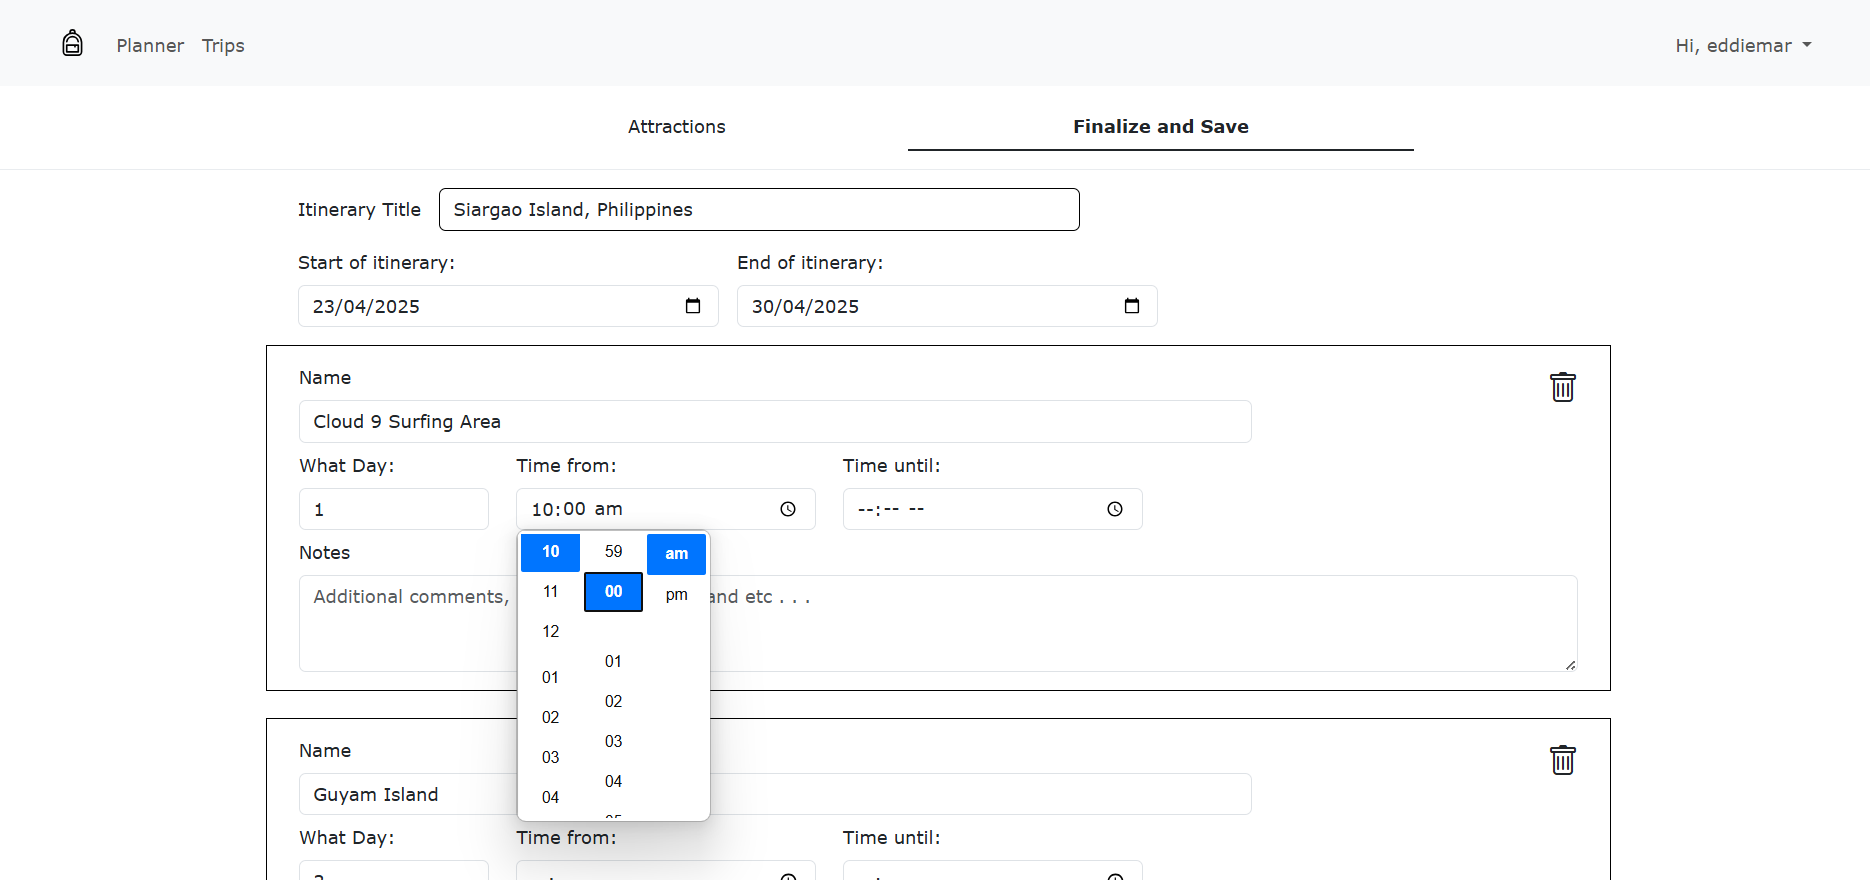 Planner Trips Hi, eddiemar
Attractions Finalize and Save
Itinerary Title Siargao Island, Philippines
Start of itinerary: End of itinerary:
23/04/2025 30/04/2025
Name
Cloud 9 Surfing Area
What Day: Time from: Time until:
1 10:00 am --:-- --
10 59 am
11 00 pm
12
01 01
02 02
03 03
04 04
Notes
Additional comments, and etc . . .
Name
Guyam Island
What Day: Time from: Time until: